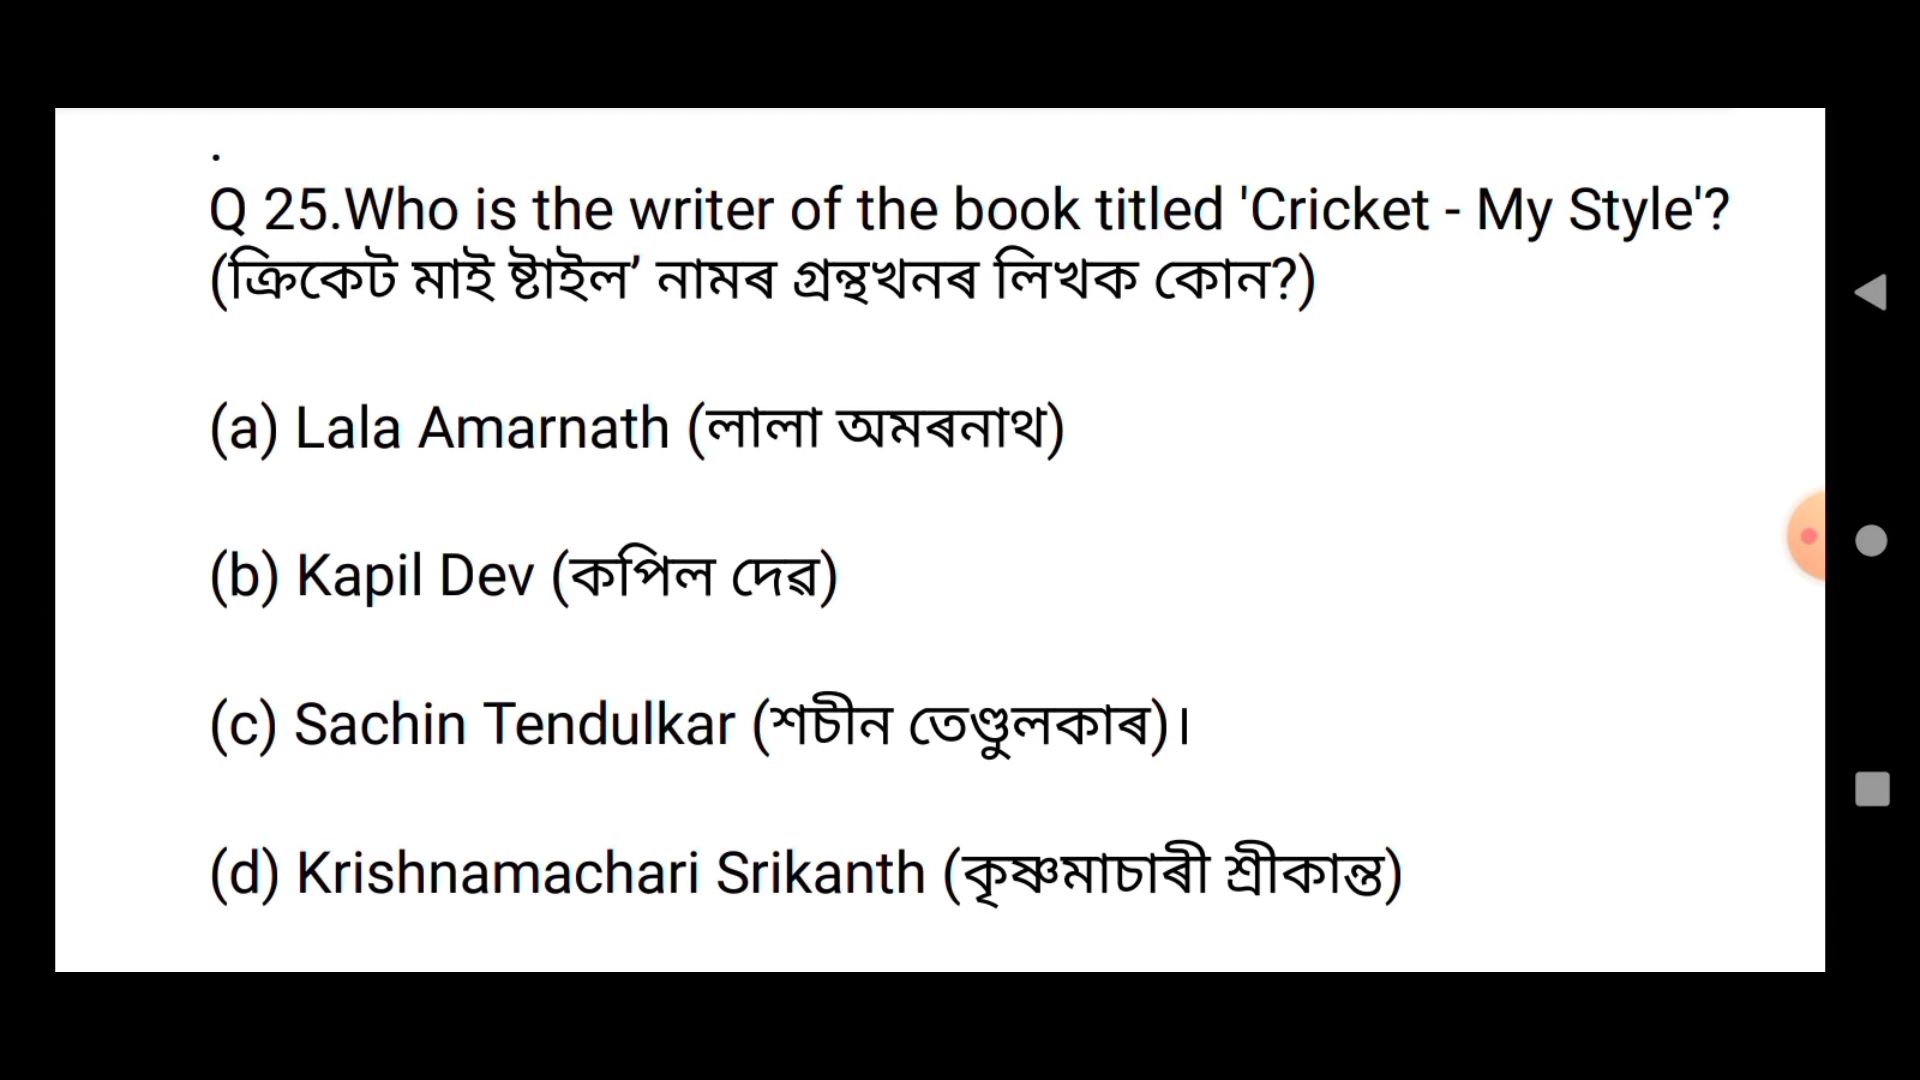 .
Q 25.Who is the writer of the book titled 'Cricket - My Style'?
(ক্রিকেট মাই ষ্টাইল’ নামৰ গ্ৰন্থখনৰ লিখক কোন?)
(a) Lala Amarnath (লালা অমৰনাথ)
(b) Kapil Dev (কপিল দেৱ)
(c) Sachin Tendulkar (শচীন তেণ্ডুলকাৰ)।
(d) Krishnamachari Srikanth (কৃষ্ণমাচাৰী শ্ৰীকান্ত)